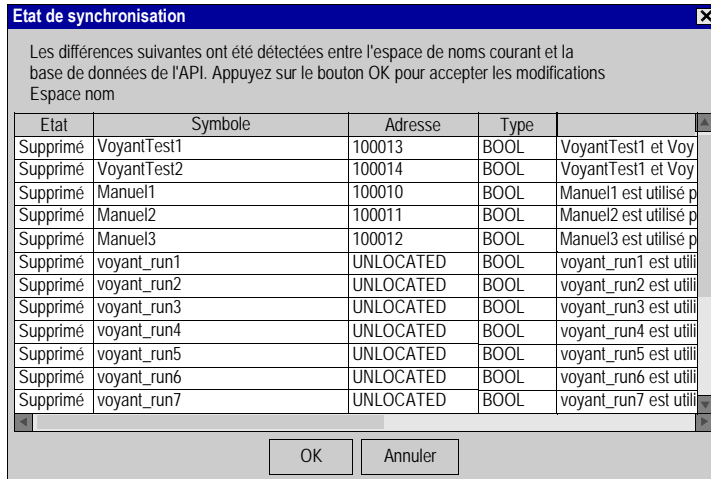 Etat de synchronisation
Les différences suivantes ont été détectées entre l'espace de noms courant et la
base de données de l'API. Appuyez sur le bouton OK pour accepter les modifications
Espace nom
Etat Symbole Adresse Type
Supprimé VoyantTest1 100013 BOOL VoyantTest1 et Voy
Supprimé VoyantTest2 100014 BOOL VoyantTest1 et Voy
Supprimé Manuel1 100010 BOOL Manuel1 est utilisé p
Supprimé Manuel2 100011 BOOL Manuel2 est utilisé p
Supprimé Manuel3 100012 BOOL Manuel3 est utilisé p
Supprimé voyant_run1 UNLOCATED BOOL voyant_run1 est utili
Supprimé voyant_run2 UNLOCATED BOOL voyant_run2 est utili
Supprimé voyant_run3 UNLOCATED BOOL voyant_run3 est utili
Supprimé voyant_run4 UNLOCATED BOOL voyant_run4 est utili
Supprimé voyant_run5 UNLOCATED BOOL voyant_run5 est utili
Supprimé voyant_run6 UNLOCATED BOOL voyant_run6 est utili
Supprimé voyant_run7 UNLOCATED BOOL voyant_run7 est utili
OK Annuler